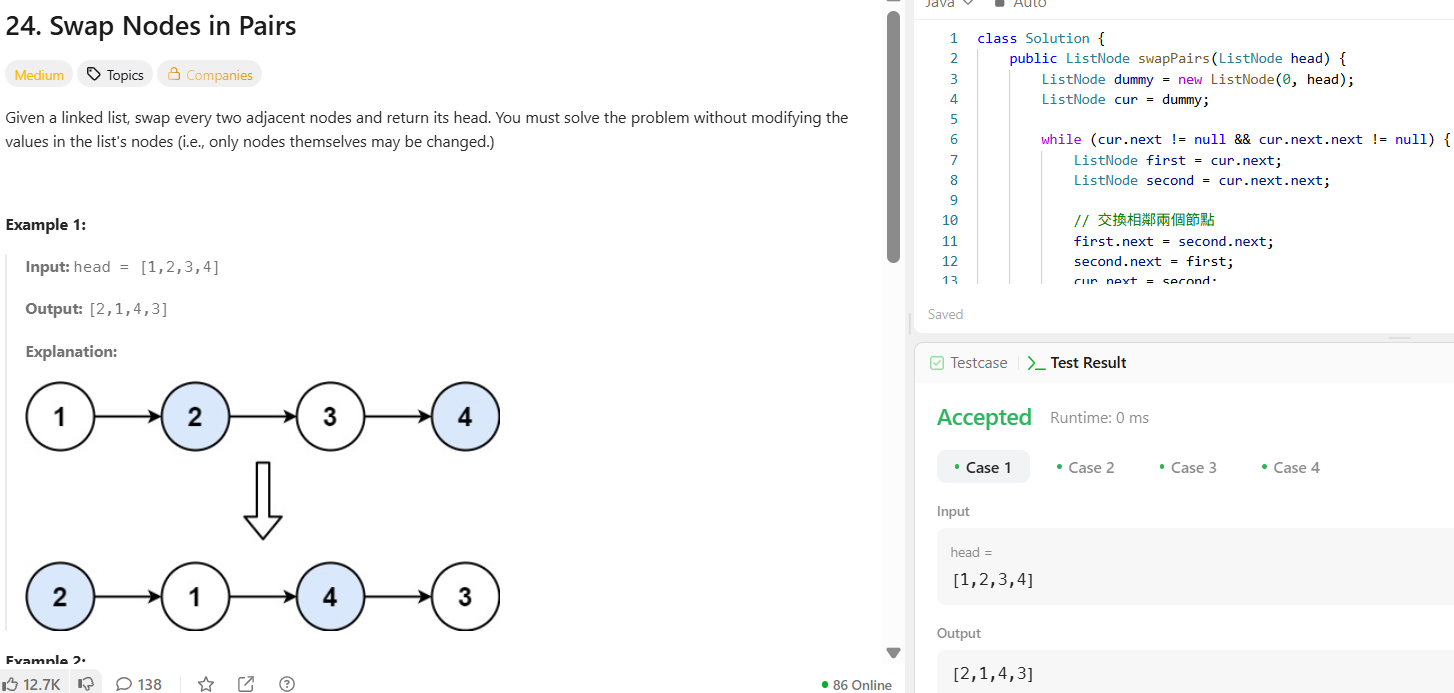 24. Swap Nodes in Pairs
Medium Topics Companies
Given a linked list, swap every two adjacent nodes and return its head. You must solve the problem without modifying the
values in the list's nodes (i.e., only nodes themselves may be changed.)
Example 1:
Input: head = [1,2,3,4]
Output: [2,1,4,3]
Explanation:
1 2 3 4
2 1 4 3
Example 2:
12.7K 138 86 Online
Java Auto
1 class Solution {
2 public ListNode swapPairs(ListNode head) {
3 ListNode dummy = new ListNode(0, head);
4 ListNode cur = dummy;
5
6 while (cur.next != null && cur.next.next != null) {
7 ListNode first = cur.next;
8 ListNode second = cur.next.next;
9
10 // 交換相鄰兩個節點
11 first.next = second.next;
12 second.next = first;
13 cur.next = second;
Saved
Testcase Test Result
Accepted Runtime: 0 ms
Case 1 Case 2 Case 3 Case 4
Input
head =
[1,2,3,4]
Output
[2,1,4,3]